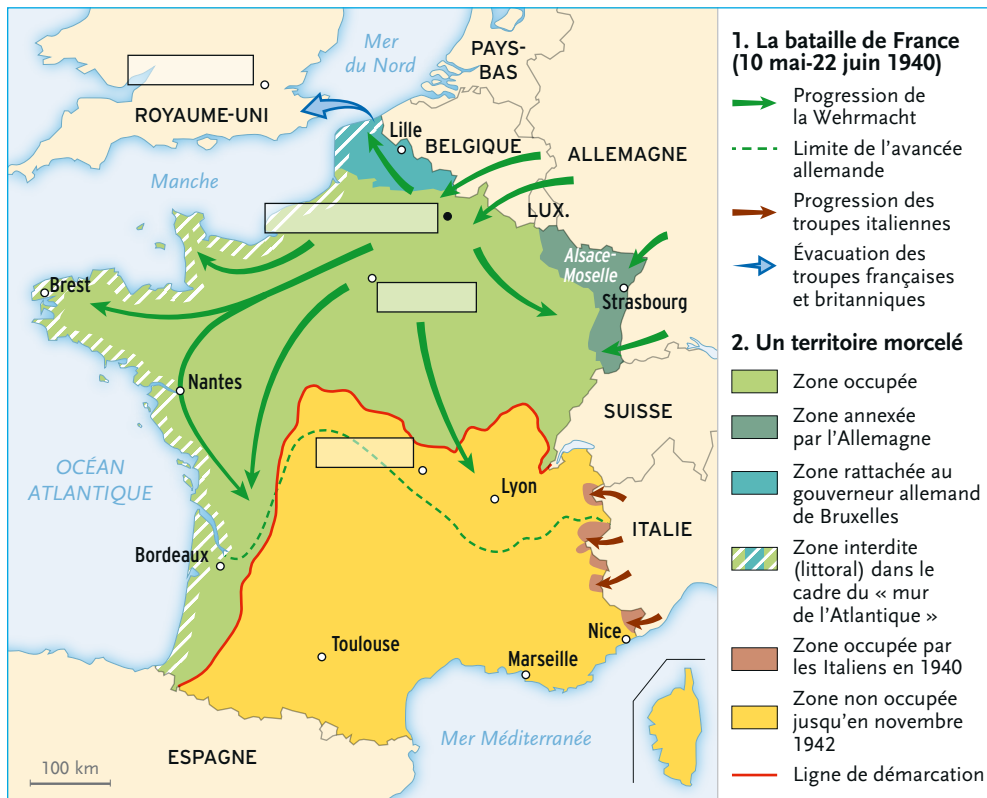 Mer
du Nord
PAYS-
BAS
ROYAUME-UNI
Lille
BELGIQUE
ALLEMAGNE
Manche
LUX.
Alsace-
Moselle
Strasbourg
Brest
Nantes
SUISSE
OCÉAN
ATLANTIQUE
Lyon
ITALIE
Bordeaux
Toulouse
Nice
Marseille
Mer Méditerranée
ESPAGNE
100 km
1. La bataille de France
(10 mai-22 juin 1940)
Progression de
la Wehrmacht
Limite de l'avancée
allemande
Progression des
troupes italiennes
Évacuation des
troupes françaises
et britanniques
2. Un territoire morcelé
Zone occupée
Zone annexée
par l'Allemagne
Zone rattachée au
gouverneur allemand
de Bruxelles
Zone interdite
(littoral) dans le
cadre du « mur
de l'Atlantique »
Zone occupée par
les Italiens en 1940
Zone non occupée
jusqu'en novembre
1942
Ligne de démarcation